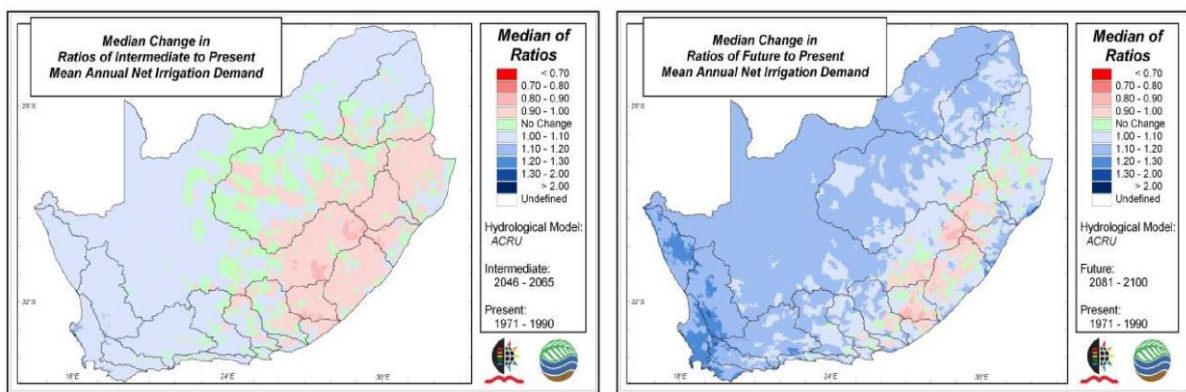 Median Change in
Ratios of Intermediate to Present
Mean Annual Net Irrigation Demand
Median of
Ratios
< 0.70
0.70 - 0.80
0.80 - 0.90
0.90 - 1.00
No Change
1.00 - 1.10
1.10 - 1.20
1.20 - 1.30
1.30 - 2.00
> 2.00
Undefined
Hydrological Model:
ACRU
Intermediate:
2046 - 2065
Present:
1971 - 1990
32°S
18°E
24°E
30°E
Median Change in
Ratios of Future to Present
Mean Annual Net Irrigation Demand
Median of
Ratios
< 0.70
0.70 - 0.80
0.80 - 0.90
0.90 - 1.00
No Change
1.00 - 1.10
1.10 - 1.20
1.20 - 1.30
1.30 - 2.00
> 2.00
Undefined
Hydrological Model:
ACRU
Future:
2081 - 2100
Present:
1971 - 1990
32°S
18°E
24°E
30°E